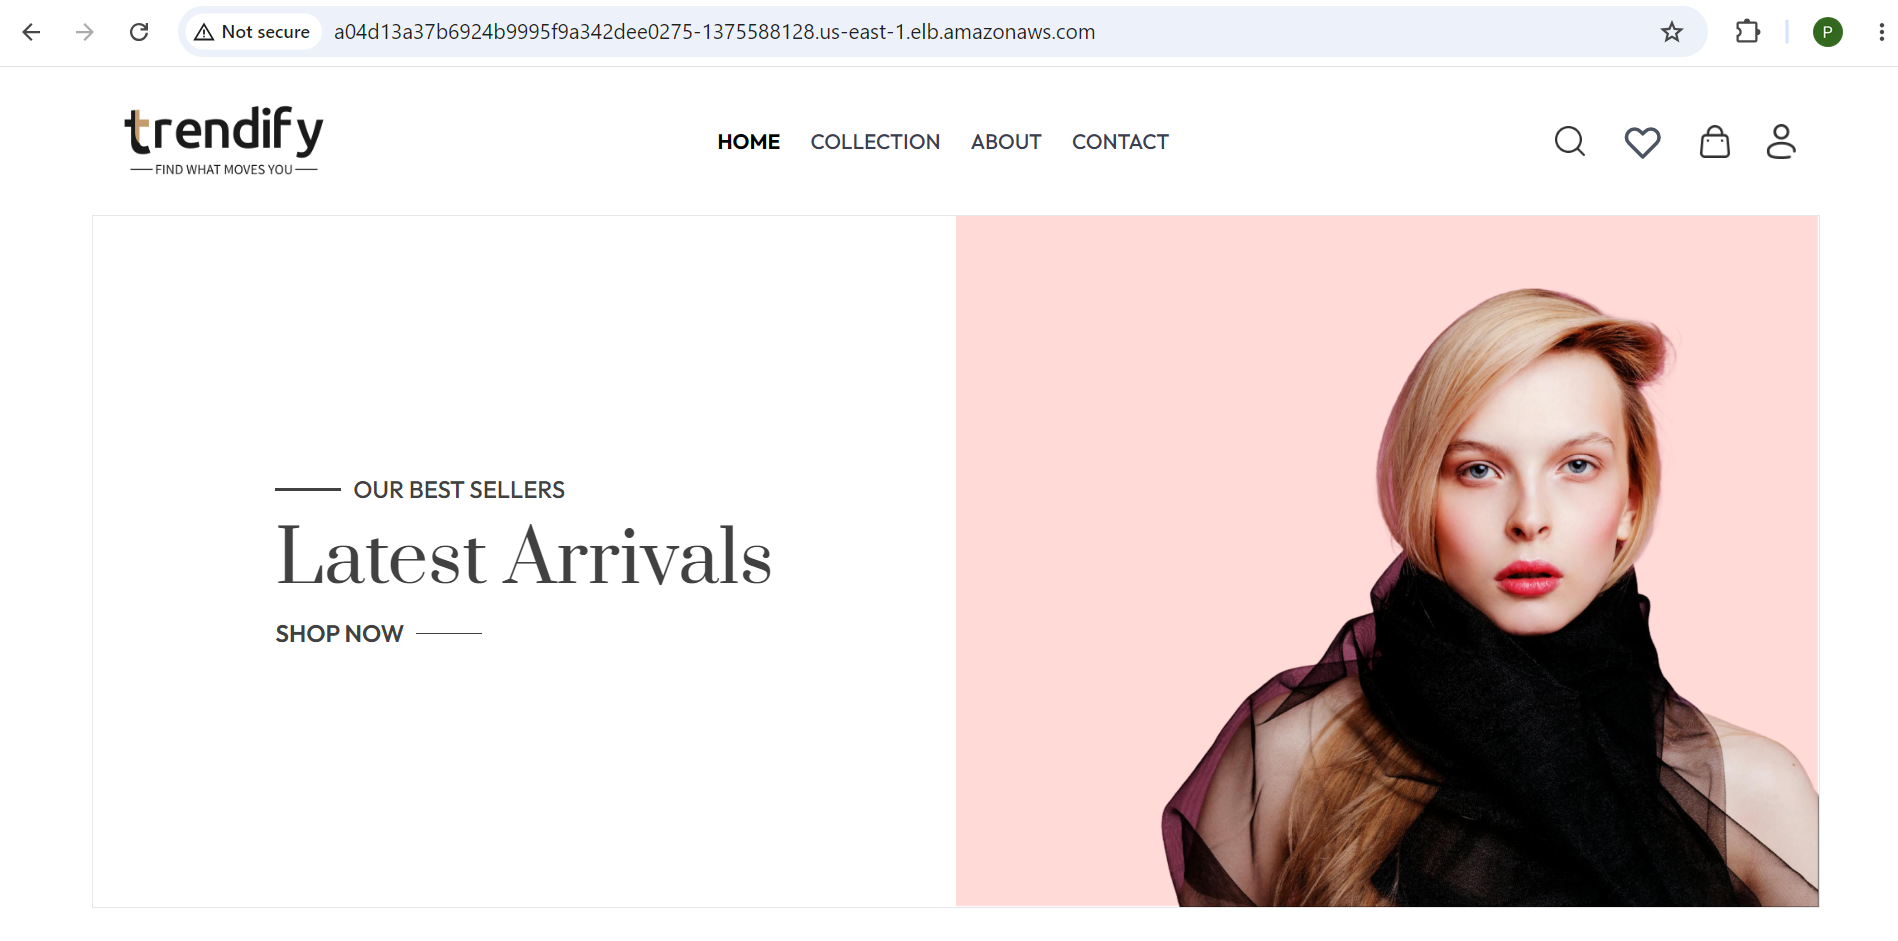 Not secure a04d13a37b6924b9995f9a342dee0275-1375588128.us-east-1.elb.amazonaws.com
P
trendify
FIND WHAT MOVES YOU
HOME COLLECTION ABOUT CONTACT
OUR BEST SELLERS
Latest Arrivals
SHOP NOW